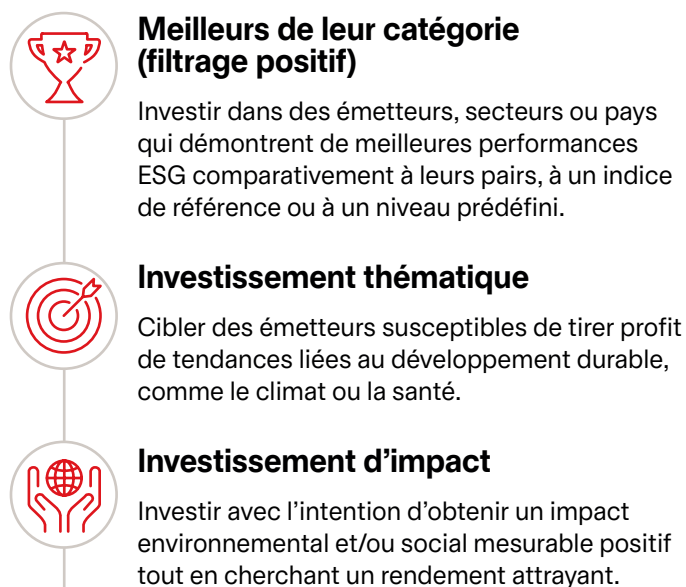 Meilleurs de leur catégorie
(filtrage positif)
Investir dans des émetteurs, secteurs ou pays
qui démontrent de meilleures performances
ESG comparativement à leurs pairs, à un indice
de référence ou à un niveau prédéfini.
Investissement thématique
Cibler des émetteurs susceptibles de tirer profit
de tendances liées au développement durable,
comme le climat ou la santé.
Investissement d’impact
Investir avec l’intention d’obtenir un impact
environnemental et/ou social mesurable positif
tout en cherchant un rendement attrayant.